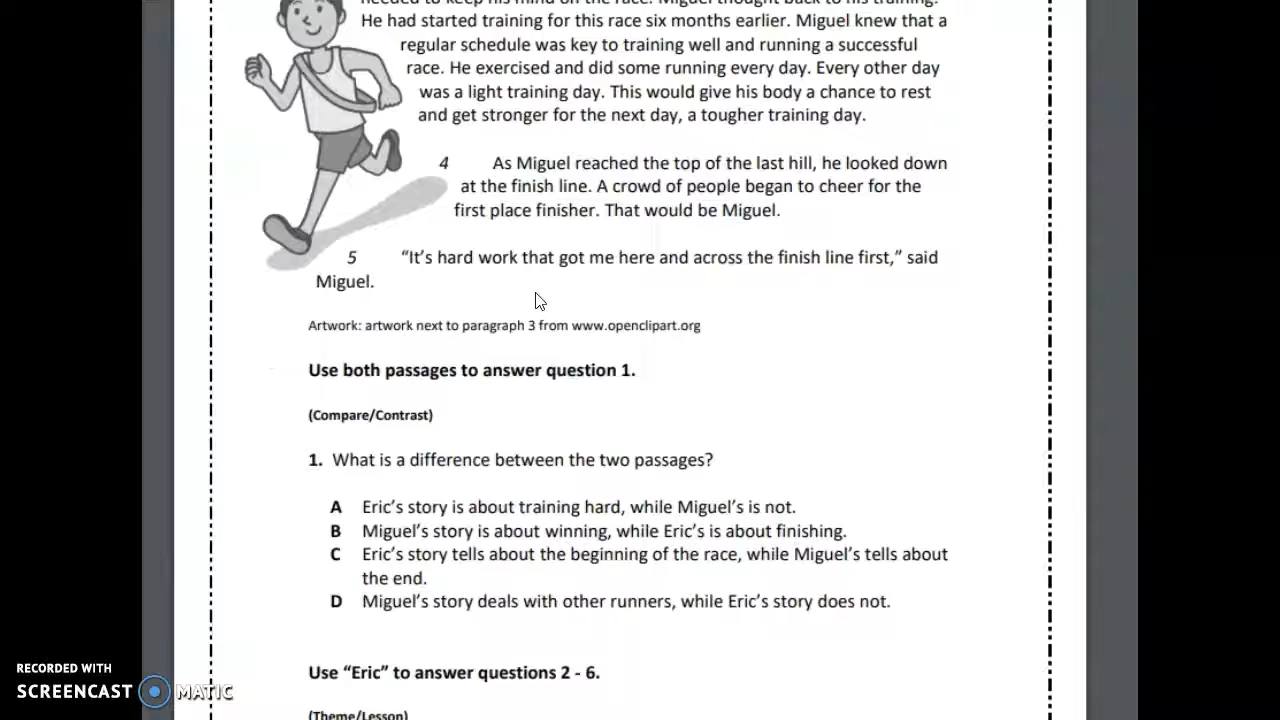 needed to keep his mind on the race. Miguel thought back to his training.
He had started training for this race six months earlier. Miguel knew that a
regular schedule was key to training well and running a successful
race. He exercised and did some running every day. Every other day
was a light training day. This would give his body a chance to rest
and get stronger for the next day, a tougher training day.
4 As Miguel reached the top of the last hill, he looked down
at the finish line. A crowd of people began to cheer for the
first place finisher. That would be Miguel.
5 “It’s hard work that got me here and across the finish line first,” said
Miguel.
Artwork: artwork next to paragraph 3 from www.openclipart.org
Use both passages to answer question 1.
(Compare/Contrast)
1. What is a difference between the two passages?
A Eric’s story is about training hard, while Miguel’s is not.
B Miguel’s story is about winning, while Eric’s is about finishing.
C Eric’s story tells about the beginning of the race, while Miguel’s tells about
the end.
D Miguel’s story deals with other runners, while Eric’s story does not.
Use “Eric” to answer questions 2 - 6.
(Theme/Lesson)
RECORDED WITH
SCREENCAST MATIC